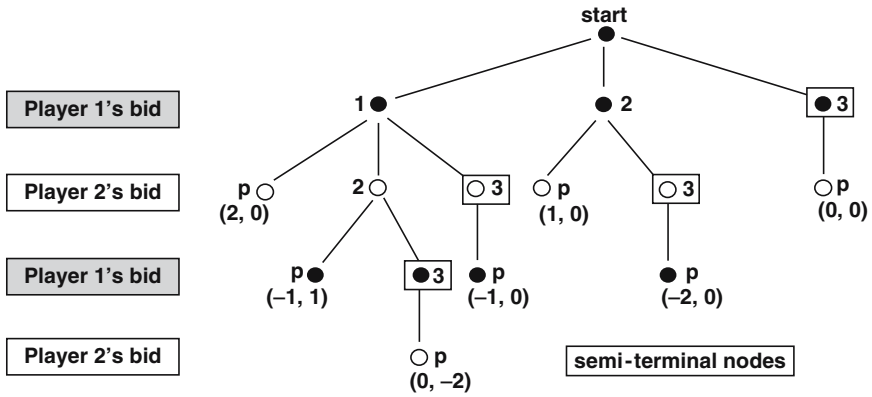 start
Player 1's bid
1
2
3
Player 2's bid
p
(2, 0)
2
3
p
(1, 0)
3
p
(0, 0)
Player 1's bid
p
(–1, 1)
3
p
(–1, 0)
p
(–2, 0)
Player 2's bid
p
(0, –2)
semi-terminal nodes